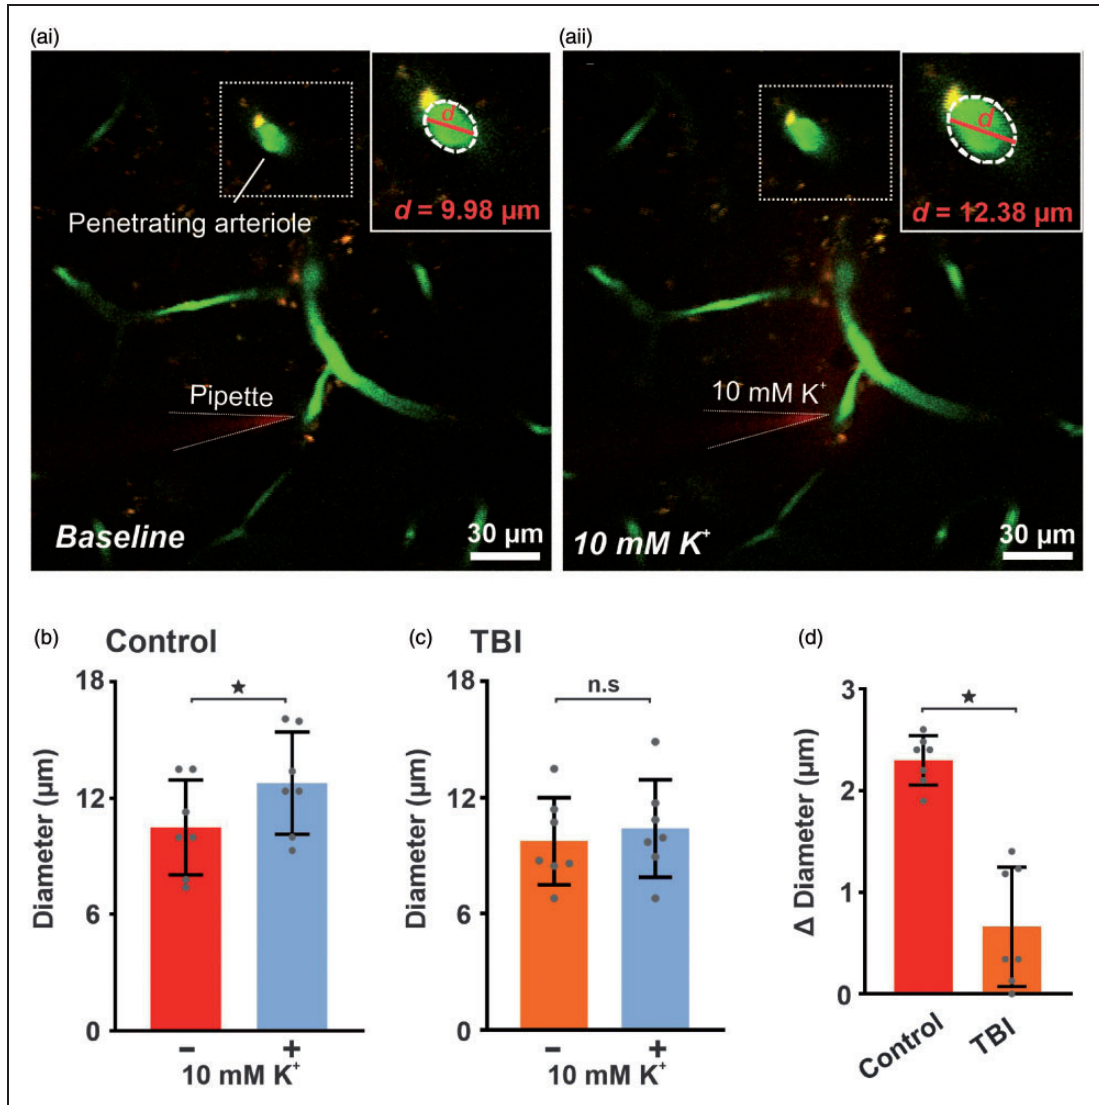 (ai)
d
d = 9.98 µm
Penetrating arteriole
Pipette
Baseline
30 µm
(aii)
d
d = 12.38 µm
10 mM K⁺
10 mM K⁺
30 µm
(b) Control
Diameter (µm)
18
12
6
0
★
− +
10 mM K⁺
(c) TBI
Diameter (µm)
18
12
6
0
n.s
− +
10 mM K⁺
(d)
Δ Diameter (µm)
3
2
1
0
★
Control
TBI